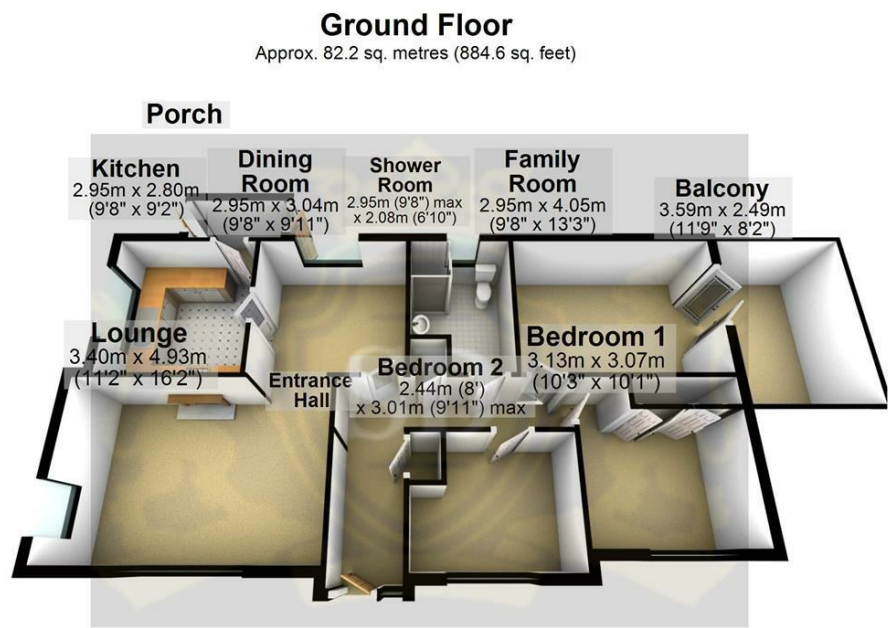 Ground Floor
Approx. 82.2 sq. metres (884.6 sq. feet)
Porch
Kitchen
2.95m x 2.80m
(9'8" x 9'2")
Dining
Room
2.95m x 3.04m
(9'8" x 9'11")
Shower
Room
2.95m (9'8") max
x 2.08m (6'10")
Family
Room
2.95m x 4.05m
(9'8" x 13'3")
Balcony
3.59m x 2.49m
(11'9" x 8'2")
Lounge
3.40m x 4.93m
(11'2" x 16'2")
Entrance
Hall
Bedroom 2
2.44m (8')
x 3.01m (9'11") max
Bedroom 1
3.13m x 3.07m
(10'3" x 10'1")